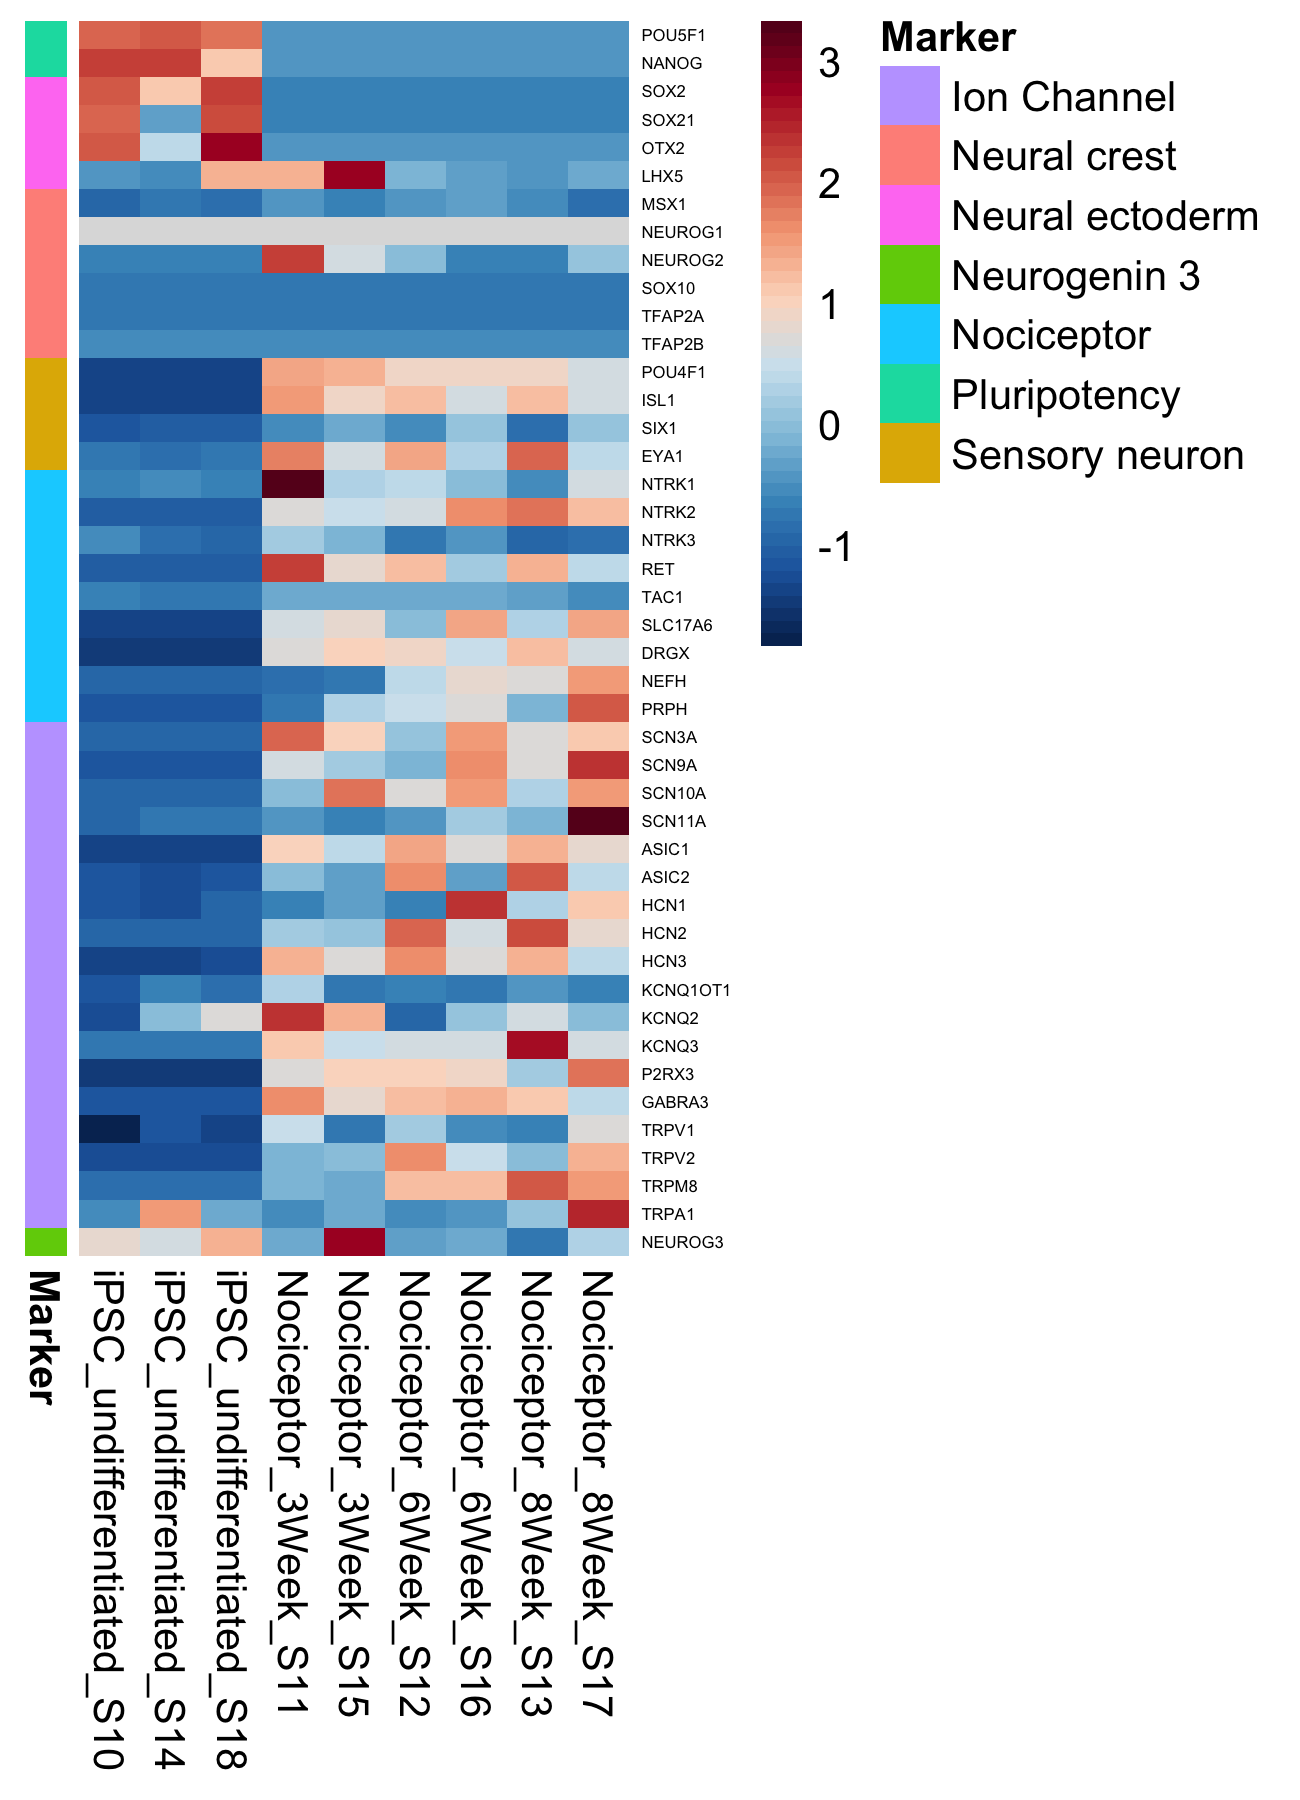 POU5F1
NANOG
SOX2
SOX21
OTX2
LHX5
MSX1
NEUROG1
NEUROG2
SOX10
TFAP2A
TFAP2B
POU4F1
ISL1
SIX1
EYA1
NTRK1
NTRK2
NTRK3
RET
TAC1
SLC17A6
DRGX
NEFH
PRPH
SCN3A
SCN9A
SCN10A
SCN11A
ASIC1
ASIC2
HCN1
HCN2
HCN3
KCNQ1OT1
KCNQ2
KCNQ3
P2RX3
GABRA3
TRPV1
TRPV2
TRPM8
TRPA1
NEUROG3
3
2
1
0
-1
Marker
Ion Channel
Neural crest
Neural ectoderm
Neurogenin 3
Nociceptor
Pluripotency
Sensory neuron
Marker
iPSC_undifferentiated_S10
iPSC_undifferentiated_S14
iPSC_undifferentiated_S18
Nociceptor_3Week_S11
Nociceptor_3Week_S15
Nociceptor_6Week_S12
Nociceptor_6Week_S16
Nociceptor_8Week_S13
Nociceptor_8Week_S17